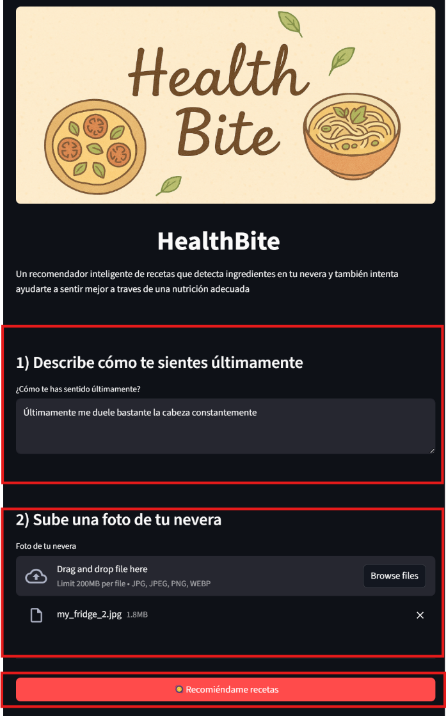 Health
Bite
HealthBite
Un recomendador inteligente de recetas que detecta ingredientes en tu nevera y también intenta
ayudarte a sentir mejor a traves de una nutrición adecuada
1) Describe cómo te sientes últimamente
¿Cómo te has sentido últimamente?
Últimamente me duele bastante la cabeza constantemente
2) Sube una foto de tu nevera
Foto de tu nevera
Drag and drop file here
Limit 200MB per file • JPG, JPEG, PNG, WEBP
Browse files
my_fridge_2.jpg 1.8MB
Recomiéndame recetas